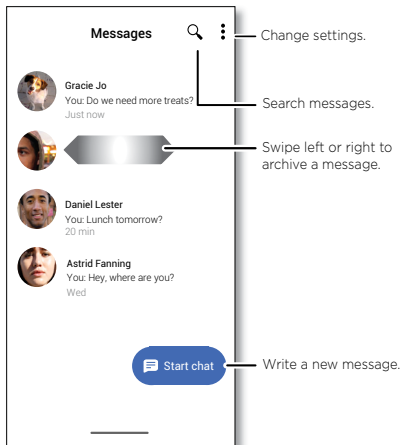 Messages
Change settings.
Gracie Jo
You: Do we need more treats?
Just now
Search messages.
Swipe left or right to
archive a message.
Daniel Lester
You: Lunch tomorrow?
20 min
Astrid Fanning
You: Hey, where are you?
Wed
Start chat
Write a new message.